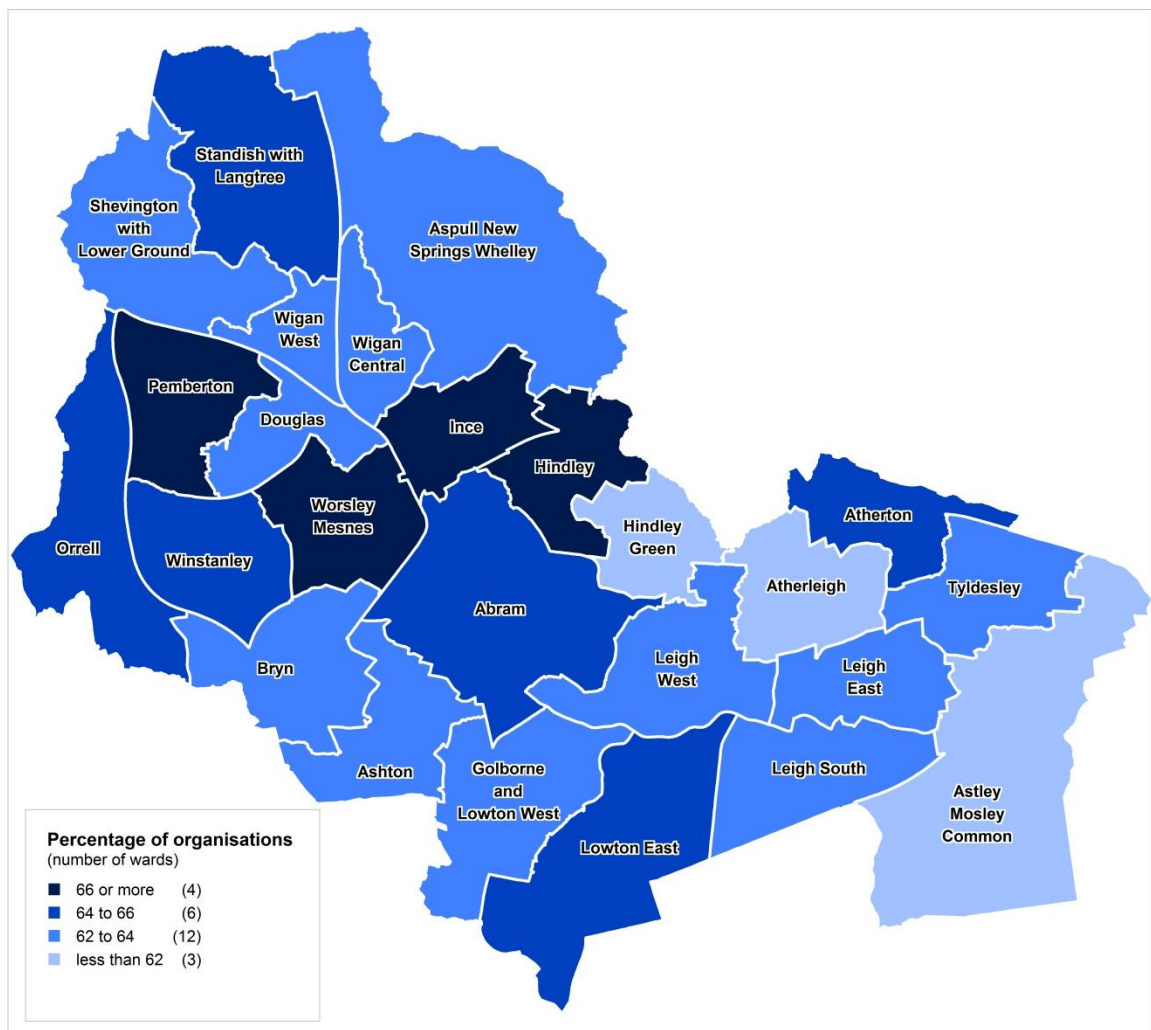 Standish with
Langtree
Shevington
with
Lower Ground
Aspull New
Springs Whelley
Wigan
West
Wigan
Central
Pemberton
Douglas
Ince
Hindley
Worsley
Mesnes
Hindley
Green
Atherton
Orrell
Winstanley
Atherleigh
Tyldesley
Abram
Bryn
Leigh
West
Leigh
East
Ashton
Golborne
and
Lowton West
Leigh South
Astley
Mosley
Common
Lowton East
Percentage of organisations
(number of wards)
66 or more (4)
64 to 66 (6)
62 to 64 (12)
less than 62 (3)